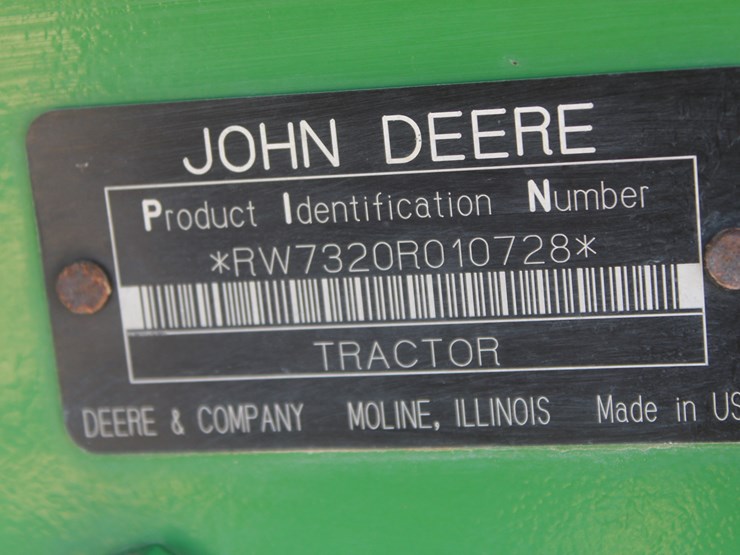 JOHN DEERE
Product Identification Number
*RW7320R010728*
TRACTOR
DEERE & COMPANY MOLINE, ILLINOIS Made in US